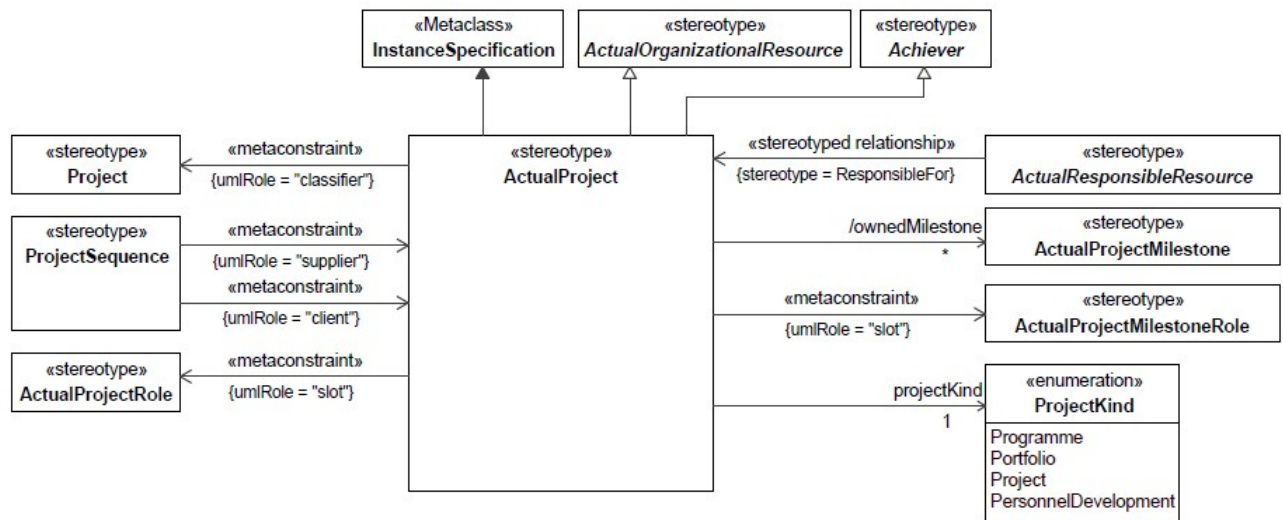 «Metaclass»
InstanceSpecification
«stereotype»
ActualOrganizationalResource
«stereotype»
Achiever
«stereotype»
Project
«metaconstraint»
{umlRole = "classifier"}
«stereotype»
ActualProject
«stereotyped relationship»
{stereotype = ResponsibleFor}
«stereotype»
ActualResponsibleResource
«stereotype»
ProjectSequence
«metaconstraint»
{umlRole = "supplier"}
«metaconstraint»
{umlRole = "client"}
/ownedMilestone
*
«stereotype»
ActualProjectMilestone
«metaconstraint»
{umlRole = "slot"}
«stereotype»
ActualProjectMilestoneRole
«stereotype»
ActualProjectRole
«metaconstraint»
{umlRole = "slot"}
projectKind
1
«enumeration»
ProjectKind
Programme
Portfolio
Project
PersonnelDevelopment